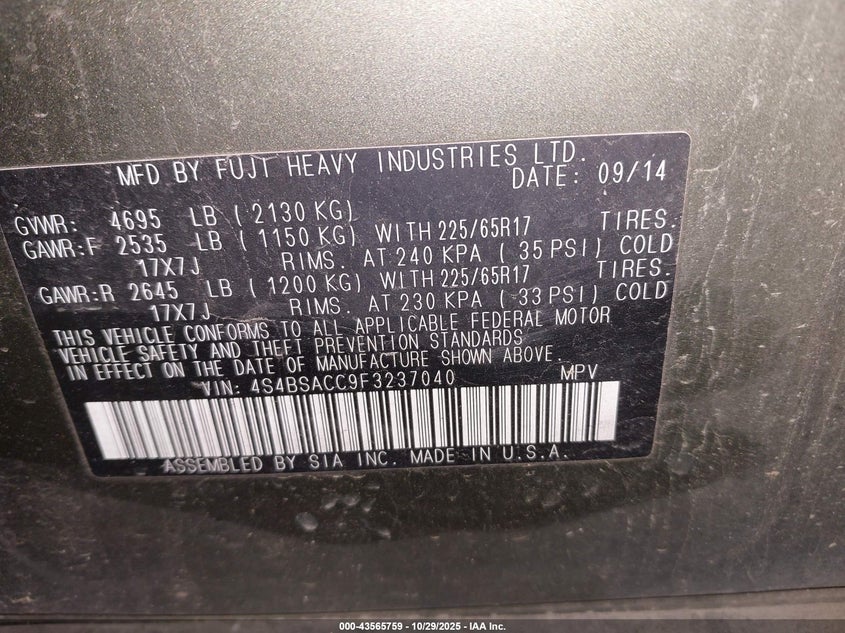 MFD BY FUJI HEAVY INDUSTRIES LTD.
DATE: 09/14
GVWR: 4695 LB ( 2130 KG)
GAWR:F 2535 LB ( 1150 KG) WITH 225/65R17 TIRES.
17X7J RIMS. AT 240 KPA ( 35 PSI) COLD
GAWR:R 2645 LB ( 1200 KG) WITH 225/65R17 TIRES.
17X7J RIMS. AT 230 KPA ( 33 PSI) COLD
THIS VEHICLE CONFORMS TO ALL APPLICABLE FEDERAL MOTOR
VEHICLE SAFETY AND THEFT PREVENTION STANDARDS
IN EFFECT ON THE DATE OF MANUFACTURE SHOWN ABOVE.
VIN: 4S4BSACC9F3237040 MPV
ASSEMBLED BY SIA INC. MADE IN U.S.A.
000-43565759 - 10/29/2025 - IAA Inc.